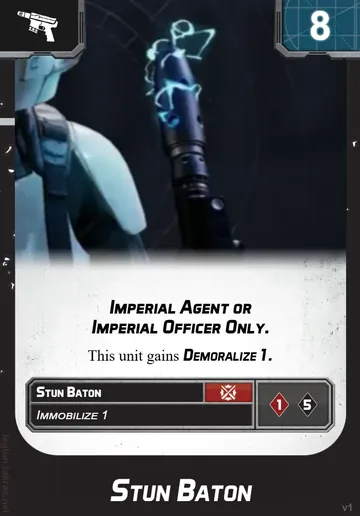 8
Imperial Agent or
Imperial Officer Only.
This unit gains Demoralize 1.
Stun Baton
Immobilize 1
1 5
Stun Baton
v1